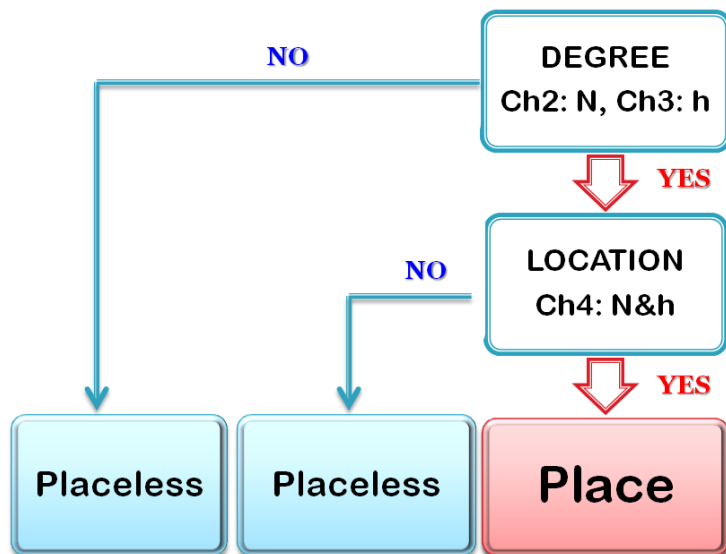 NO
DEGREE
Ch2: N, Ch3: h
YES
NO
LOCATION
Ch4: N&h
YES
Placeless
Placeless
Place